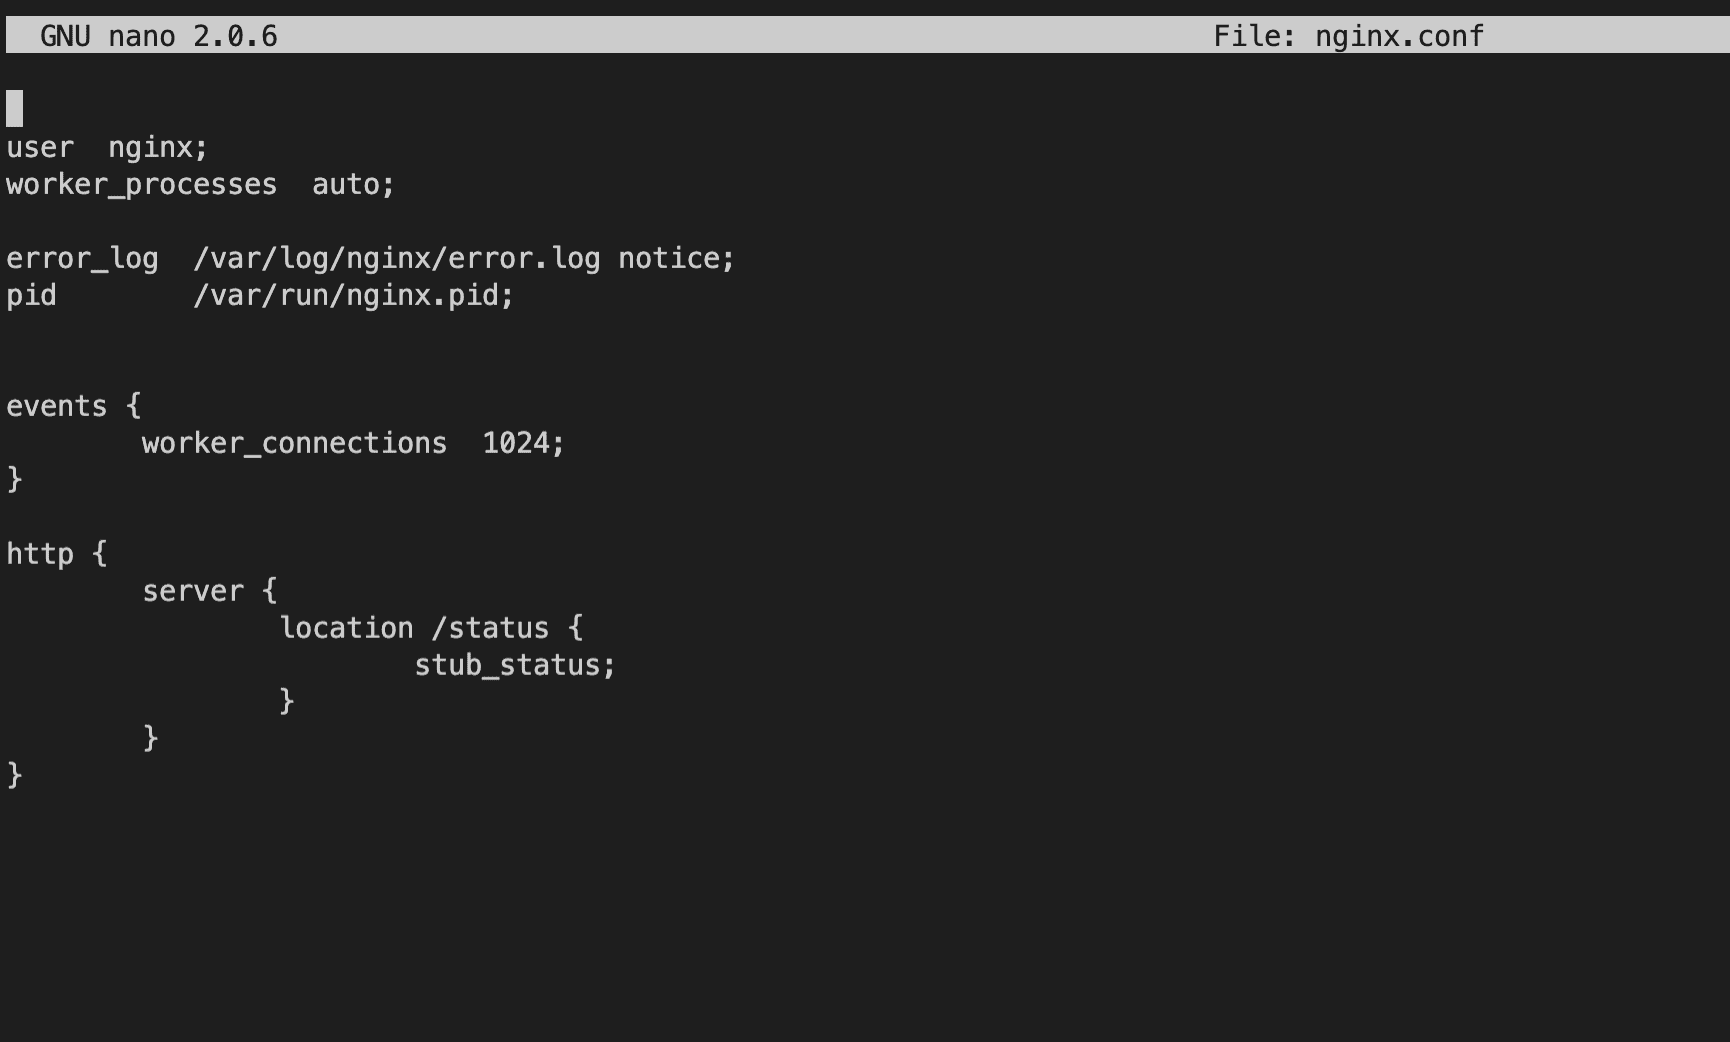 GNU nano 2.0.6 File: nginx.conf
user  nginx;
worker_processes  auto;
error_log  /var/log/nginx/error.log notice;
pid        /var/run/nginx.pid;
events {
        worker_connections  1024;
}
http {
        server {
                location /status {
                        stub_status;
                }
        }
}